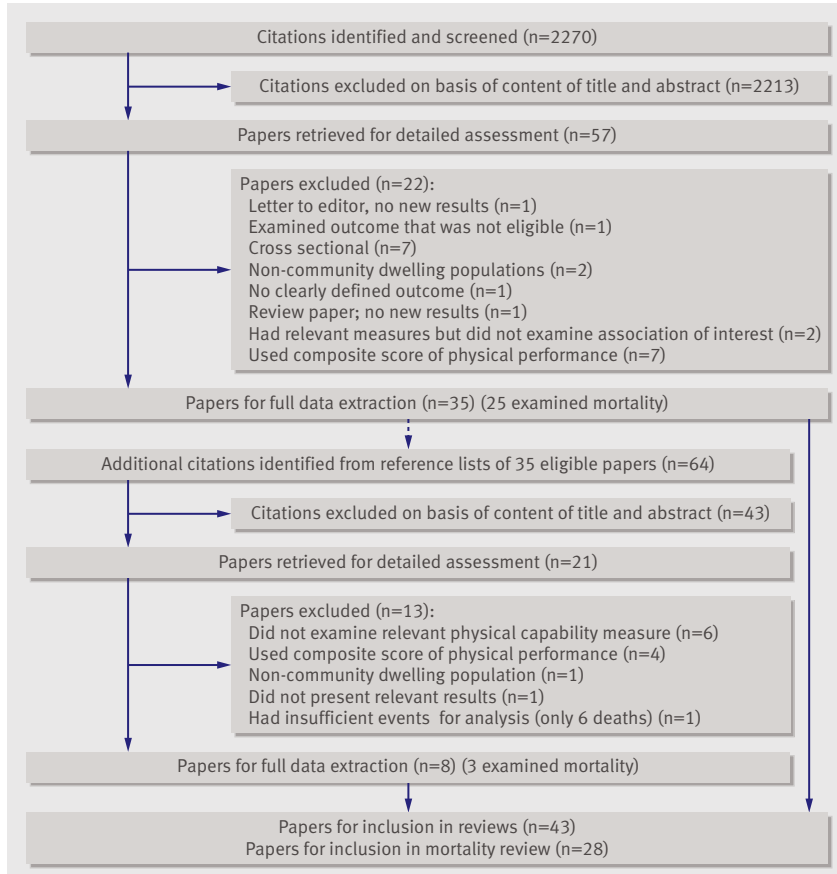 Citations identified and screened (n=2270)
Citations excluded on basis of content of title and abstract (n=2213)
Papers retrieved for detailed assessment (n=57)
Papers excluded (n=22):
Letter to editor, no new results (n=1)
Examined outcome that was not eligible (n=1)
Cross sectional (n=7)
Non-community dwelling populations (n=2)
No clearly defined outcome (n=1)
Review paper; no new results (n=1)
Had relevant measures but did not examine association of interest (n=2)
Used composite score of physical performance (n=7)
Papers for full data extraction (n=35) (25 examined mortality)
Additional citations identified from reference lists of 35 eligible papers (n=64)
Citations excluded on basis of content of title and abstract (n=43)
Papers retrieved for detailed assessment (n=21)
Papers excluded (n=13):
Did not examine relevant physical capability measure (n=6)
Used composite score of physical performance (n=4)
Non-community dwelling population (n=1)
Did not present relevant results (n=1)
Had insufficient events for analysis (only 6 deaths) (n=1)
Papers for full data extraction (n=8) (3 examined mortality)
Papers for inclusion in reviews (n=43)
Papers for inclusion in mortality review (n=28)